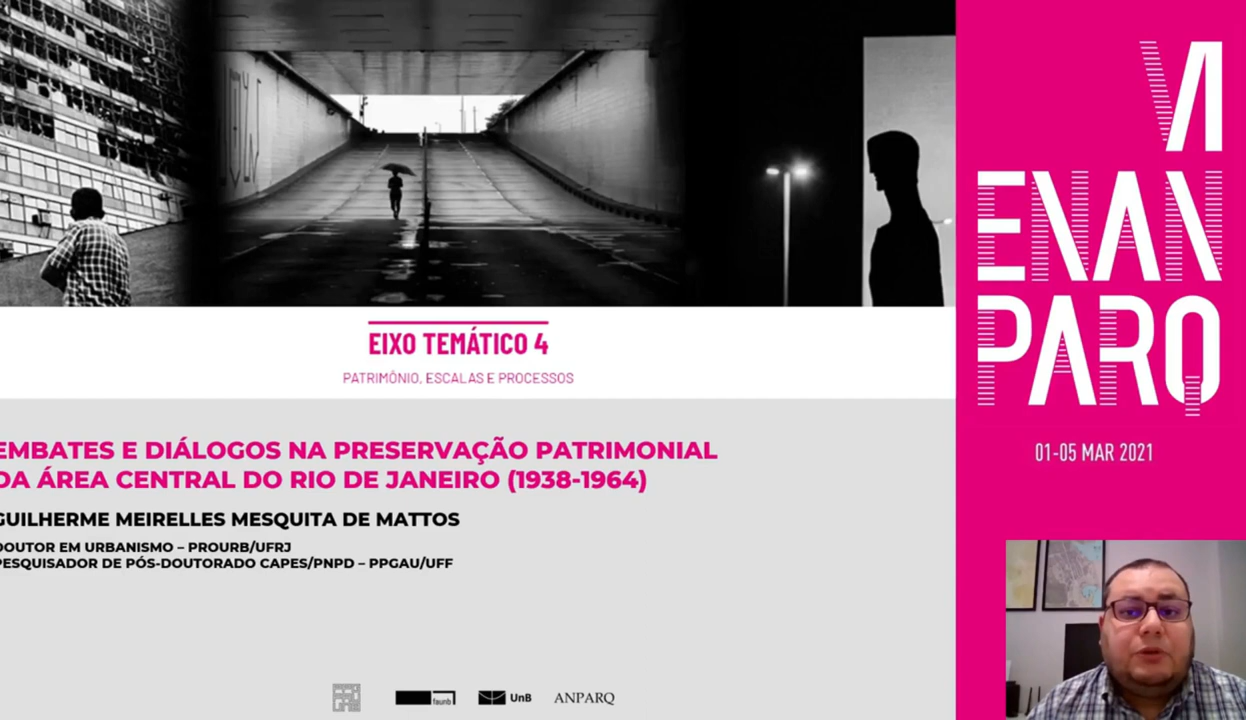 VI
ENAN
PARQ
01-05 MAR 2021
EIXO TEMÁTICO 4
PATRIMÔNIO, ESCALAS E PROCESSOS
EMBATES E DIÁLOGOS NA PRESERVAÇÃO PATRIMONIAL
DA ÁREA CENTRAL DO RIO DE JANEIRO (1938-1964)
GUILHERME MEIRELLES MESQUITA DE MATTOS
DOUTOR EM URBANISMO – PROURB/UFRJ
PESQUISADOR DE PÓS-DOUTORADO CAPES/PNPD – PPGAU/UFF
faunb
UnB
ANPARQ